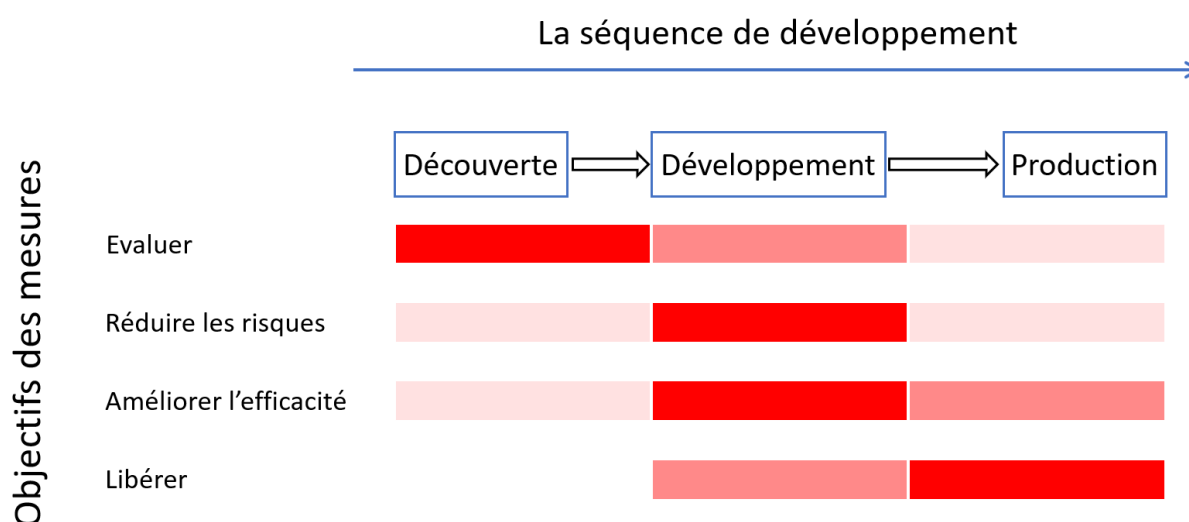 La séquence de développement
Découverte
Développement
Production
Objectifs des mesures
Evaluer
Réduire les risques
Améliorer l’efficacité
Libérer